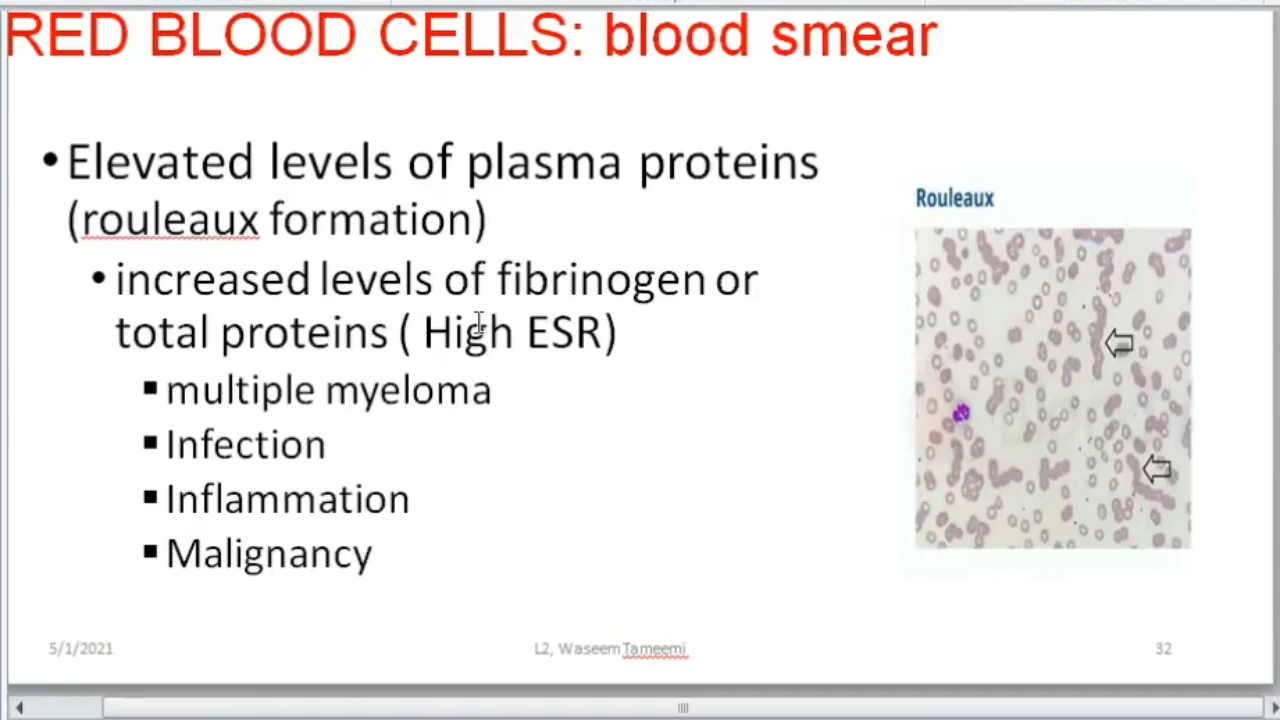 RED BLOOD CELLS: blood smear
• Elevated levels of plasma proteins
(rouleaux formation)
• increased levels of fibrinogen or
total proteins ( High ESR)
▪ multiple myeloma
▪ Infection
▪ Inflammation
▪ Malignancy
Rouleaux
5/1/2021
L2, Waseem Tameemi
32